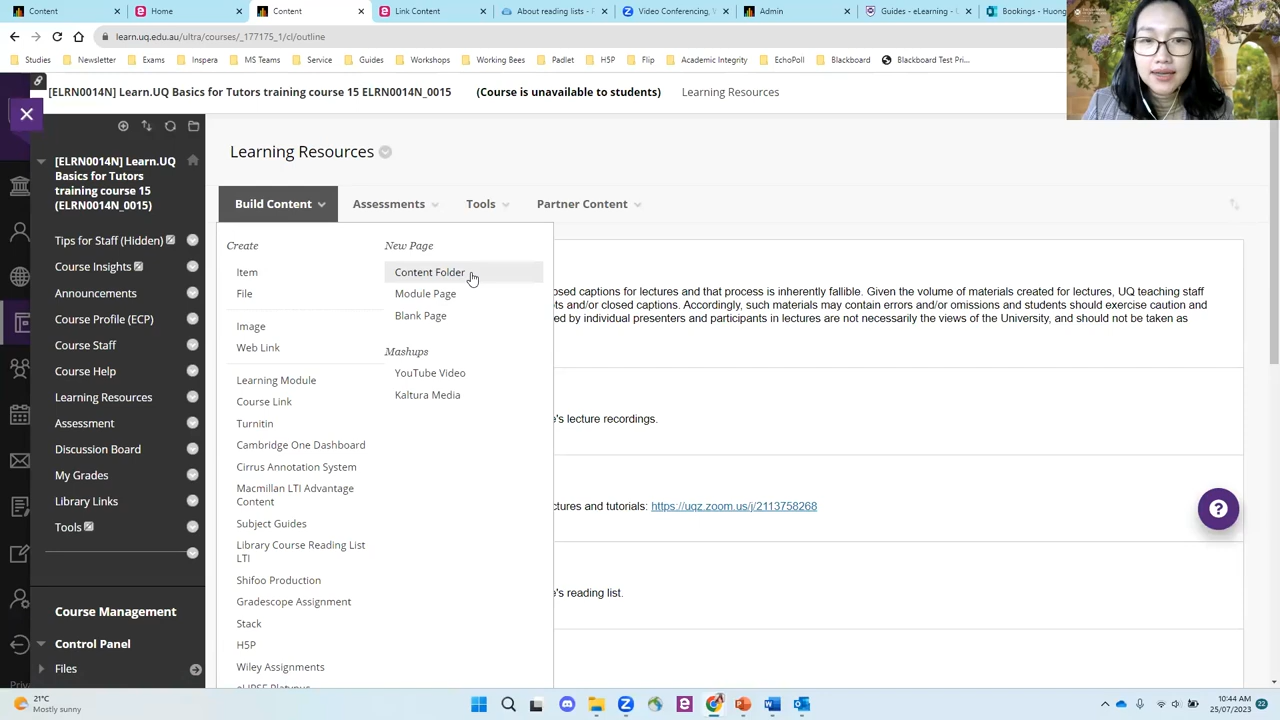 Content
Home
Content
Link Content
About reading lists - F
Video Conferencing, V
Admin
Guides - eLearning -
Bookings - Huong
learn.uq.edu.au/ultra/courses/_177175_1/cl/outline
Studies
Newsletter
Exams
Inspera
MS Teams
Service
Guides
Workshops
Working Bees
Padlet
H5P
Flip
Academic Integrity
EchoPoll
Blackboard
Blackboard Test Pri...
[ELRN0014N] Learn.UQ Basics for Tutors training course 15 ELRN0014N_0015
(Course is unavailable to students)
Learning Resources
[ELRN0014N] Learn.UQ
Basics for Tutors
training course 15
(ELRN0014N_0015)
Tips for Staff (Hidden)
Course Insights
Announcements
Course Profile (ECP)
Course Staff
Course Help
Learning Resources
Assessment
Discussion Board
My Grades
Library Links
Tools
Course Management
Control Panel
Files
Learning Resources
Build Content
Assessments
Tools
Partner Content
Create
Item
File
Image
Web Link
Learning Module
Course Link
Turnitin
Cambridge One Dashboard
Cirrus Annotation System
Macmillan LTI Advantage
Content
Subject Guides
Library Course Reading List
LTI
Shifoo Production
Gradescope Assignment
Stack
H5P
Wiley Assignments
New Page
Content Folder
Module Page
Blank Page
Mashups
YouTube Video
Kaltura Media
osed captions for lectures and that process is inherently fallible. Given the volume of materials created for lectures, UQ teaching staff
ts and/or closed captions. Accordingly, such materials may contain errors and/or omissions and students should exercise caution and
ed by individual presenters and participants in lectures are not necessarily the views of the University, and should not be taken as
e's lecture recordings.
ctures and tutorials: https://uqz.zoom.us/j/2113758268
e's reading list.
21°C
Mostly sunny
10:44 AM
25/07/2023
22